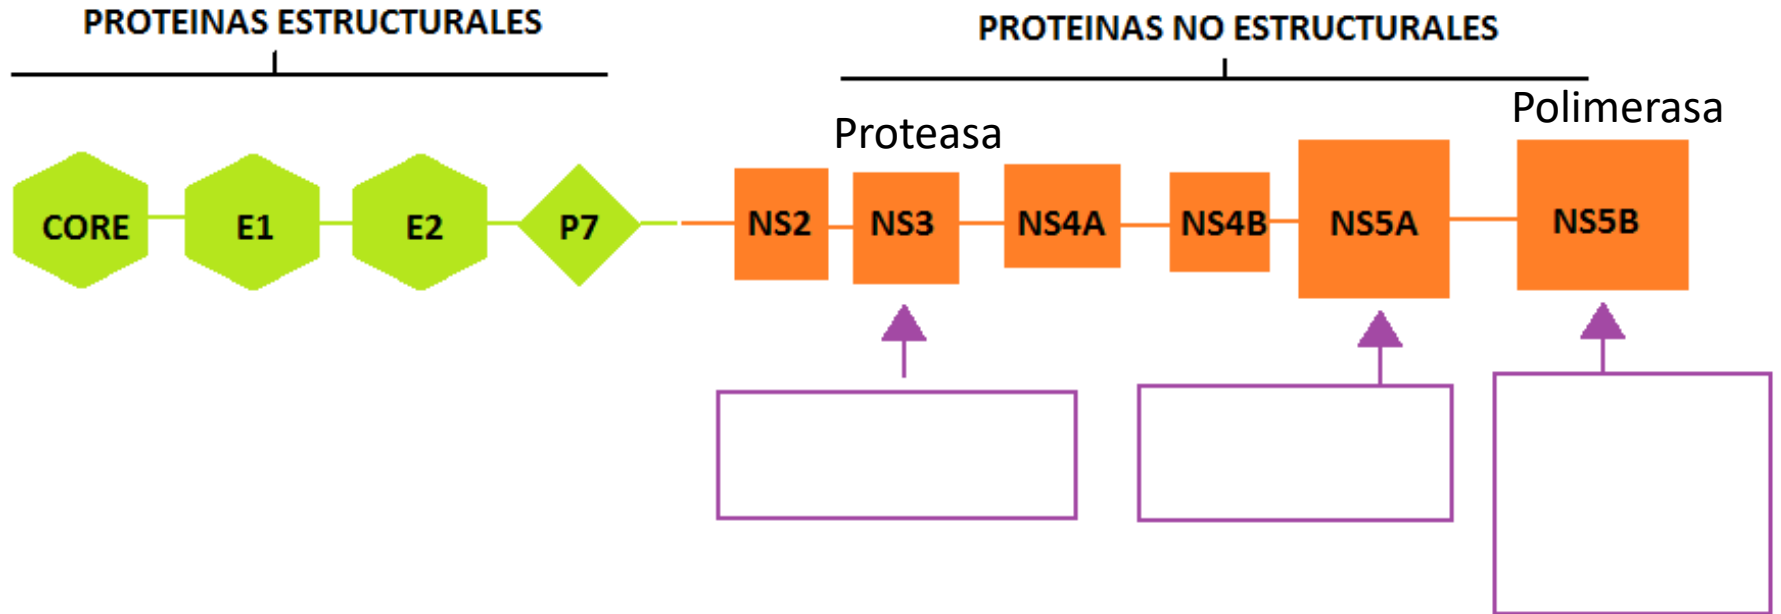 PROTEINAS ESTRUCTURALES
PROTEINAS NO ESTRUCTURALES
Proteasa
Polimerasa
CORE
E1
E2
P7
NS2
NS3
NS4A
NS4B
NS5A
NS5B